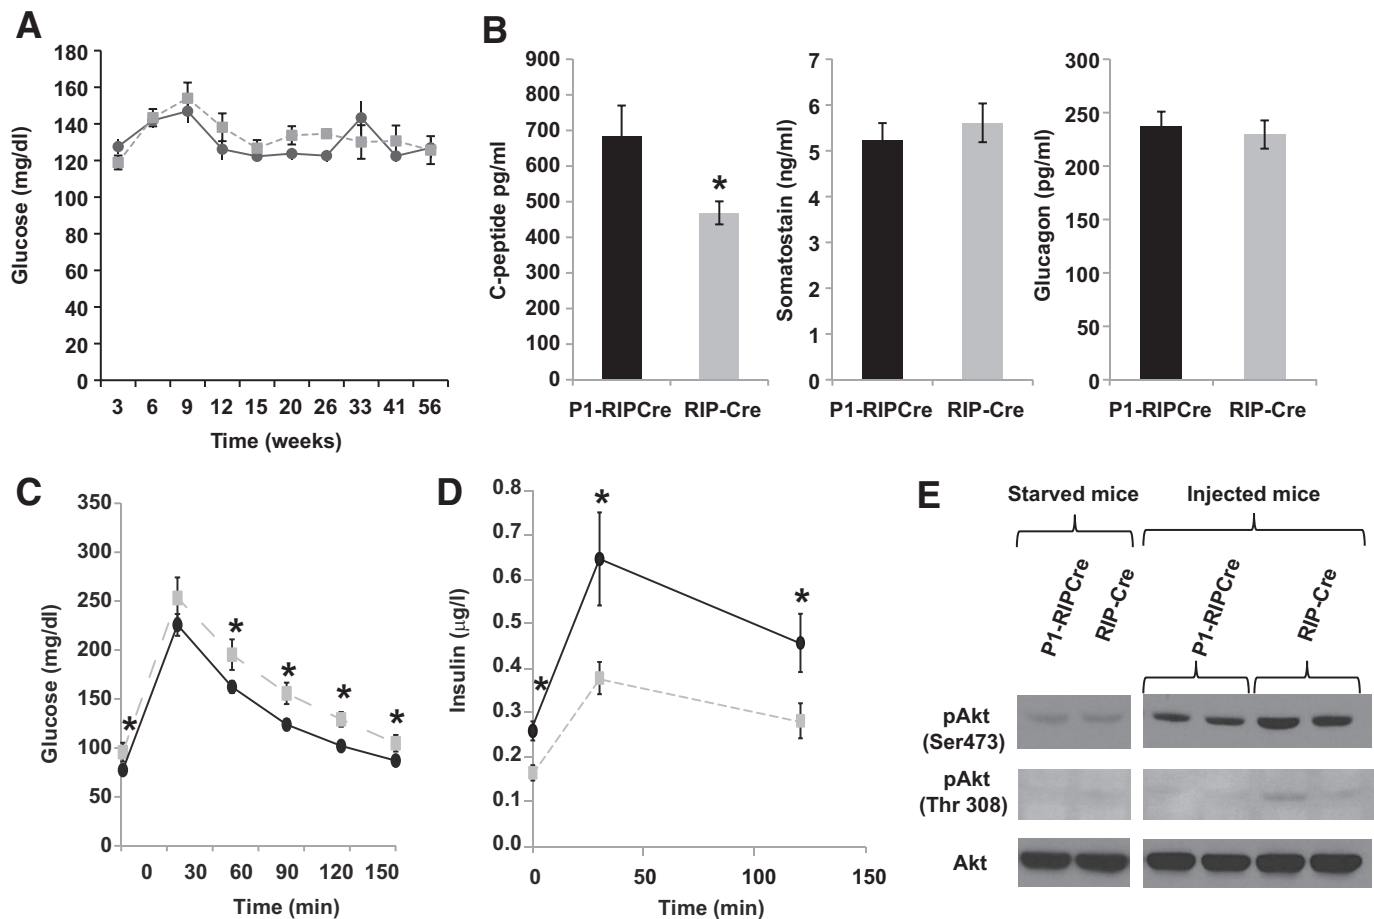 A
180
160
140
120
100
80
60
40
20
0
Glucose (mg/dl)
3 6 9 12 15 20 26 33 41 56
Time (weeks)
B
900
800
700
600
500
400
300
200
100
0
C-peptide pg/ml
*
P1-RIPCre RIP-Cre
7
6
5
4
3
2
1
0
Somatostain (ng/ml)
P1-RIPCre RIP-Cre
300
250
200
150
200
50
0
Glucagon (pg/ml)
P1-RIPCre RIP-Cre
C
350
300
250
200
150
100
50
0
Glucose (mg/dl)
* * * * *
0 30 60 90 120 150
Time (min)
D
0.8
0.7
0.6
0.5
0.4
0.3
0.2
0.1
0.0
Insulin (μg/l)
* * *
0 50 100 150
Time (min)
E
Starved mice Injected mice
P1-RIPCre RIP-Cre P1-RIPCre RIP-Cre
pAkt
(Ser473)
pAkt
(Thr 308)
Akt